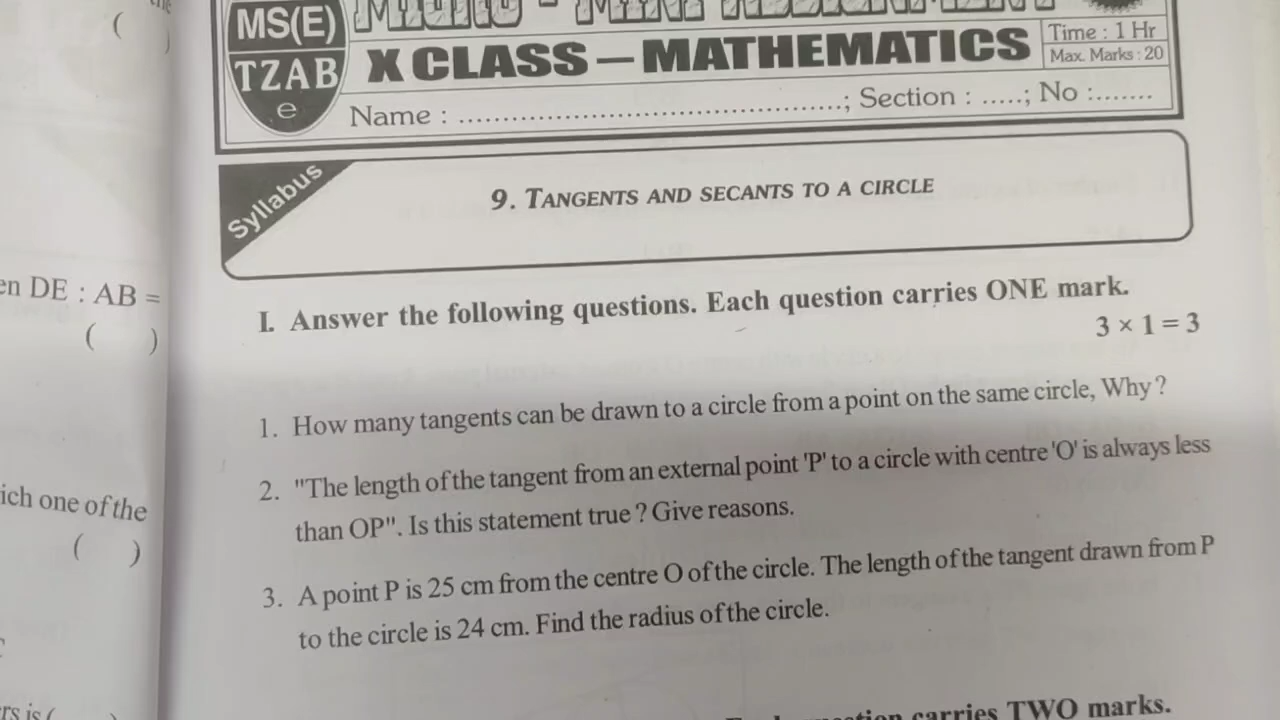 MS(E)
TZAB
e
X CLASS – MATHEMATICS
Time : 1 Hr
Max. Marks : 20
Name : ....................................................; Section : .....; No :........
Syllabus
9. TANGENTS AND SECANTS TO A CIRCLE
I. Answer the following questions. Each question carries ONE mark.
3 × 1 = 3
1. How many tangents can be drawn to a circle from a point on the same circle, Why ?
2. "The length of the tangent from an external point 'P' to a circle with centre 'O' is always less
than OP". Is this statement true ? Give reasons.
3. A point P is 25 cm from the centre O of the circle. The length of the tangent drawn from P
to the circle is 24 cm. Find the radius of the circle.
carries TWO marks.
en DE : AB =
( )
ich one of the
( )
rs is (